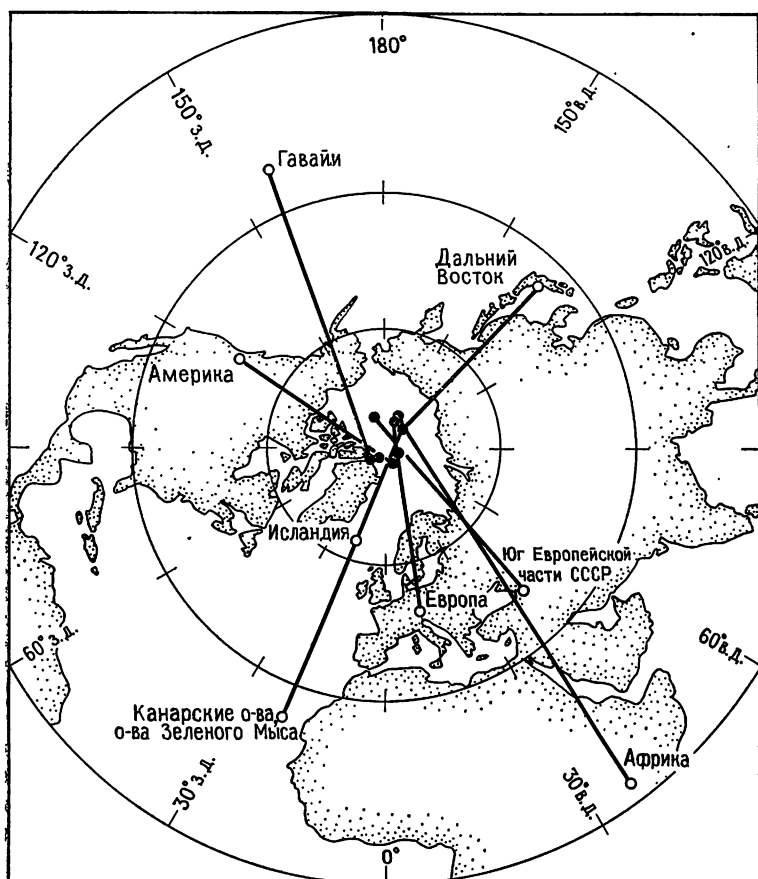 180°
150° з.д.
150° в.д.
Гавайи
120° з.д.
120° в.д.
Дальний
Восток
Америка
Исландия
Юг Европейской
части СССР
Европа
60° з.д.
60° в.д.
Канарские о-ва,
о-ва Зеленого Мыса
Африка
30° з.д.
30° в.д.
0°